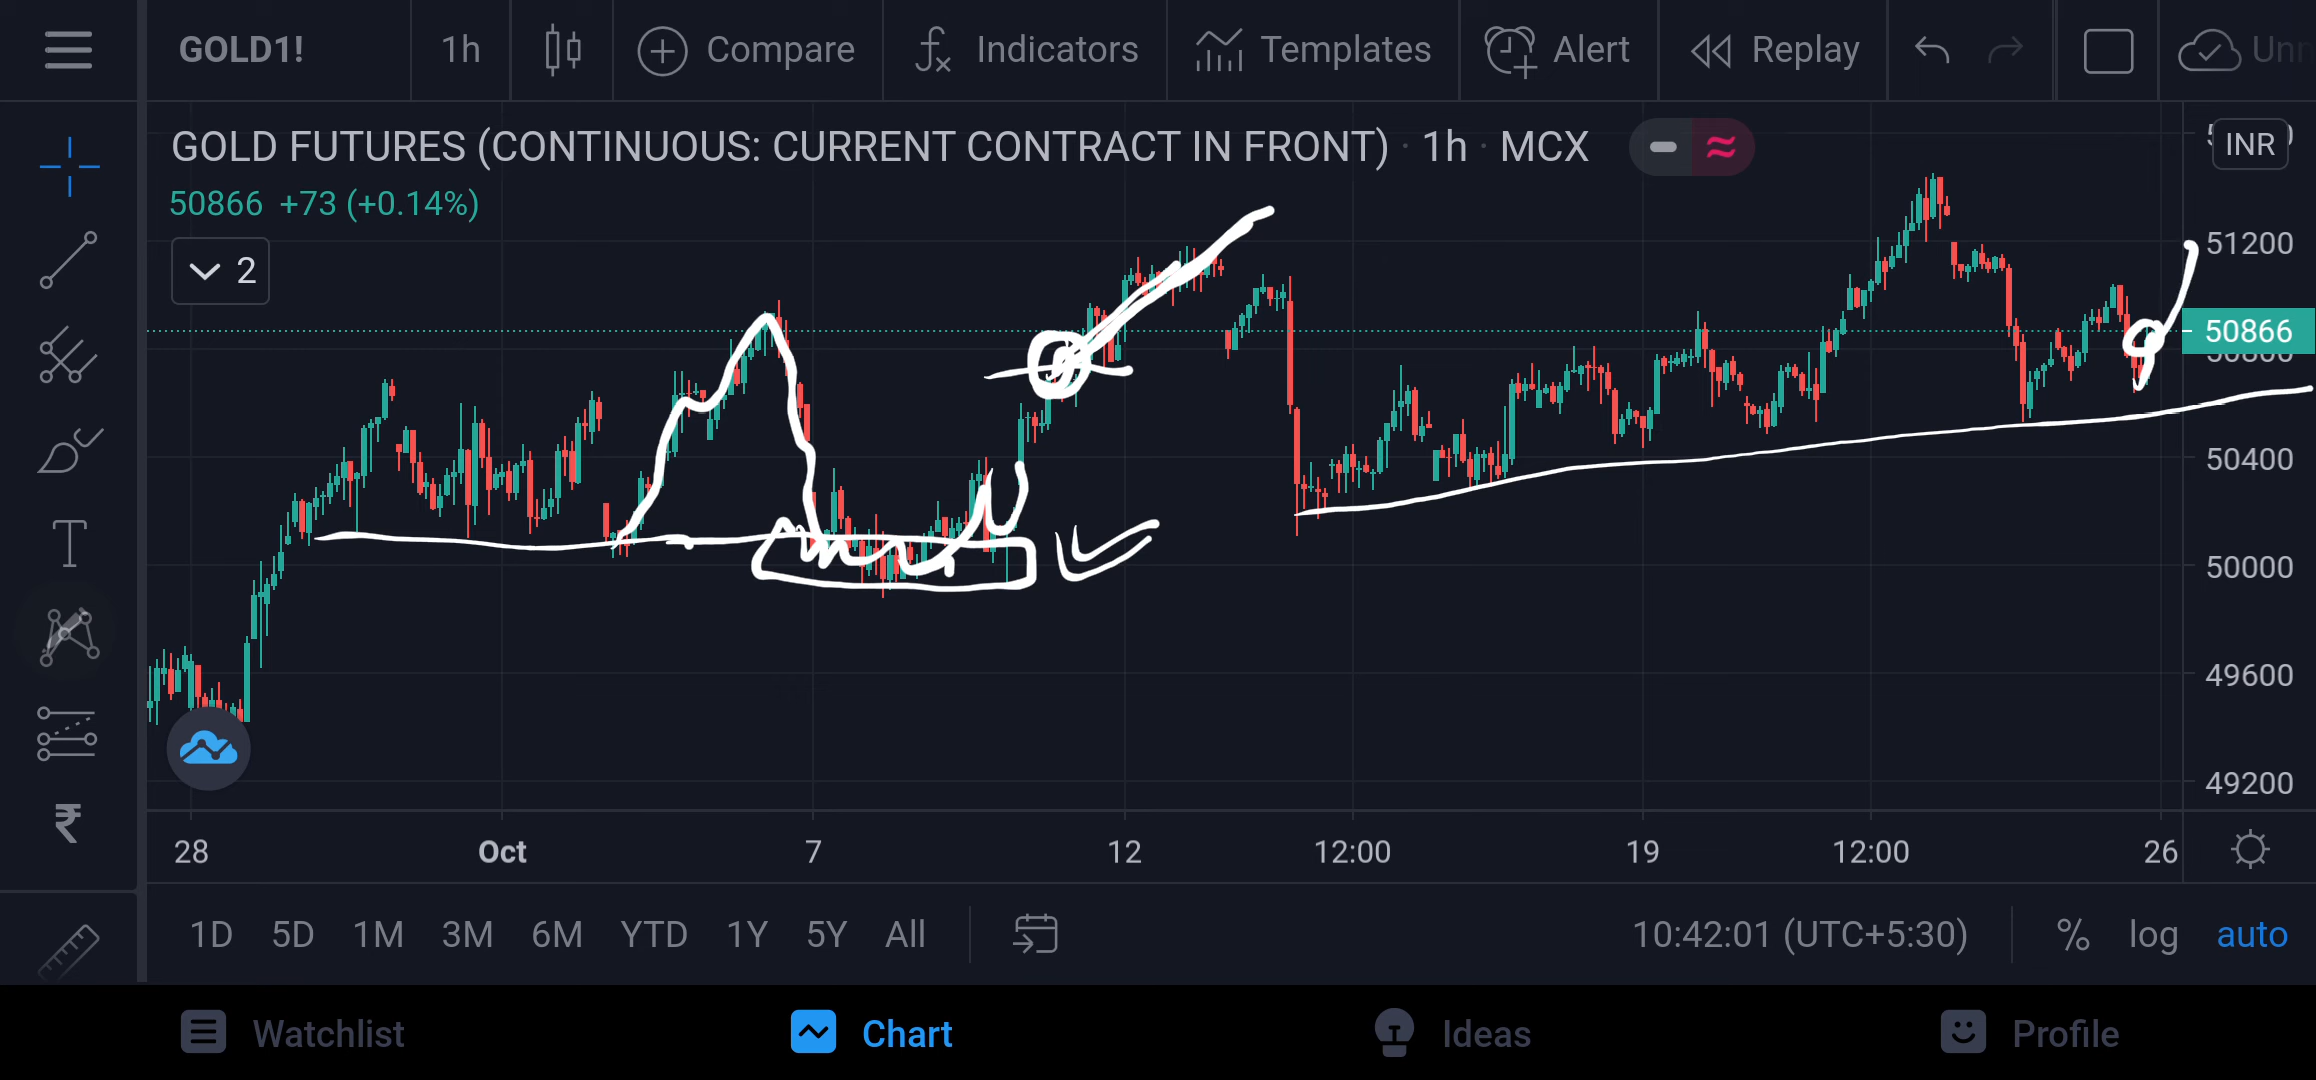 GOLD1! 1h Compare Indicators Templates Alert Replay
GOLD FUTURES (CONTINUOUS: CURRENT CONTRACT IN FRONT) · 1h · MCX
INR
50866 +73 (+0.14%)
2
51200
50866
50800
50400
50000
49600
49200
28 Oct 7 12 12:00 19 12:00 26
1D 5D 1M 3M 6M YTD 1Y 5Y All 10:42:01 (UTC+5:30) % log auto
Watchlist Chart Ideas Profile